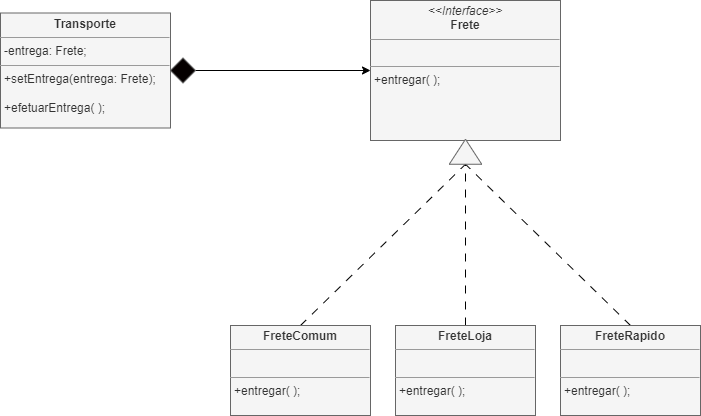 Transporte
-entrega: Frete;
+setEntrega(entrega: Frete);
+efetuarEntrega( );
<<Interface>>
Frete
+entregar( );
FreteComum
+entregar( );
FreteLoja
+entregar( );
FreteRapido
+entregar( );